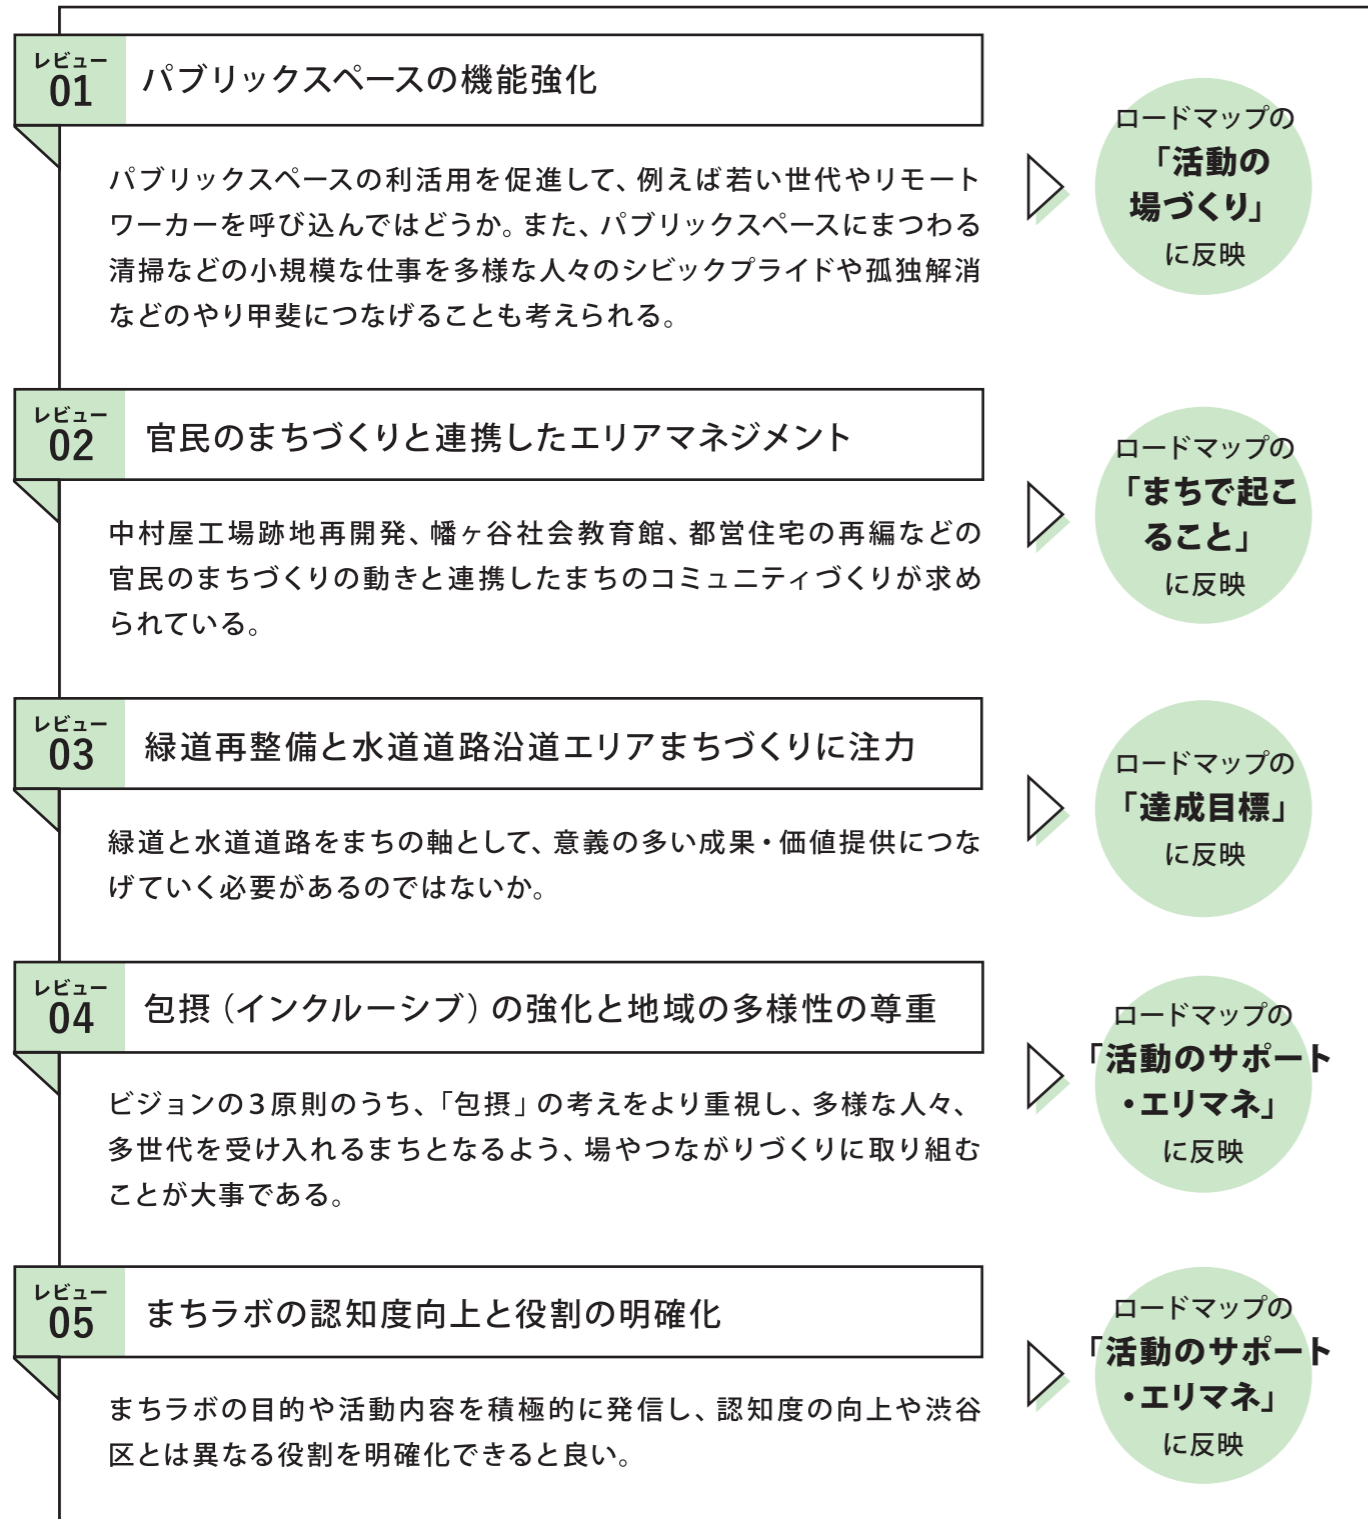 レビュー
01
パブリックスペースの機能強化
パブリックスペースの利活用を促進して、例えば若い世代やリモート
ワーカーを呼び込んではどうか。また、パブリックスペースにまつわる
清掃などの小規模な仕事を多様な人々のシビックプライドや孤独解消
などのやり甲斐につなげることも考えられる。
ロードマップの
「活動の
場づくり」
に反映
レビュー
02
官民のまちづくりと連携したエリアマネジメント
中村屋工場跡地再開発、幡ヶ谷社会教育館、都営住宅の再編などの
官民のまちづくりの動きと連携したまちのコミュニティづくりが求め
られている。
ロードマップの
「まちで起こ
ること」
に反映
レビュー
03
緑道再整備と水道道路沿道エリアまちづくりに注力
緑道と水道道路をまちの軸として、意義の多い成果・価値提供につな
げていく必要があるのではないか。
ロードマップの
「達成目標」
に反映
レビュー
04
包摂（インクルーシブ）の強化と地域の多様性の尊重
ビジョンの3原則のうち、「包摂」の考えをより重視し、多様な人々、
多世代を受け入れるまちとなるよう、場やつながりづくりに取り組む
ことが大事である。
ロードマップの
「活動のサポート
・エリマネ」
に反映
レビュー
05
まちラボの認知度向上と役割の明確化
まちラボの目的や活動内容を積極的に発信し、認知度の向上や渋谷
区とは異なる役割を明確化できると良い。
ロードマップの
「活動のサポート
・エリマネ」
に反映